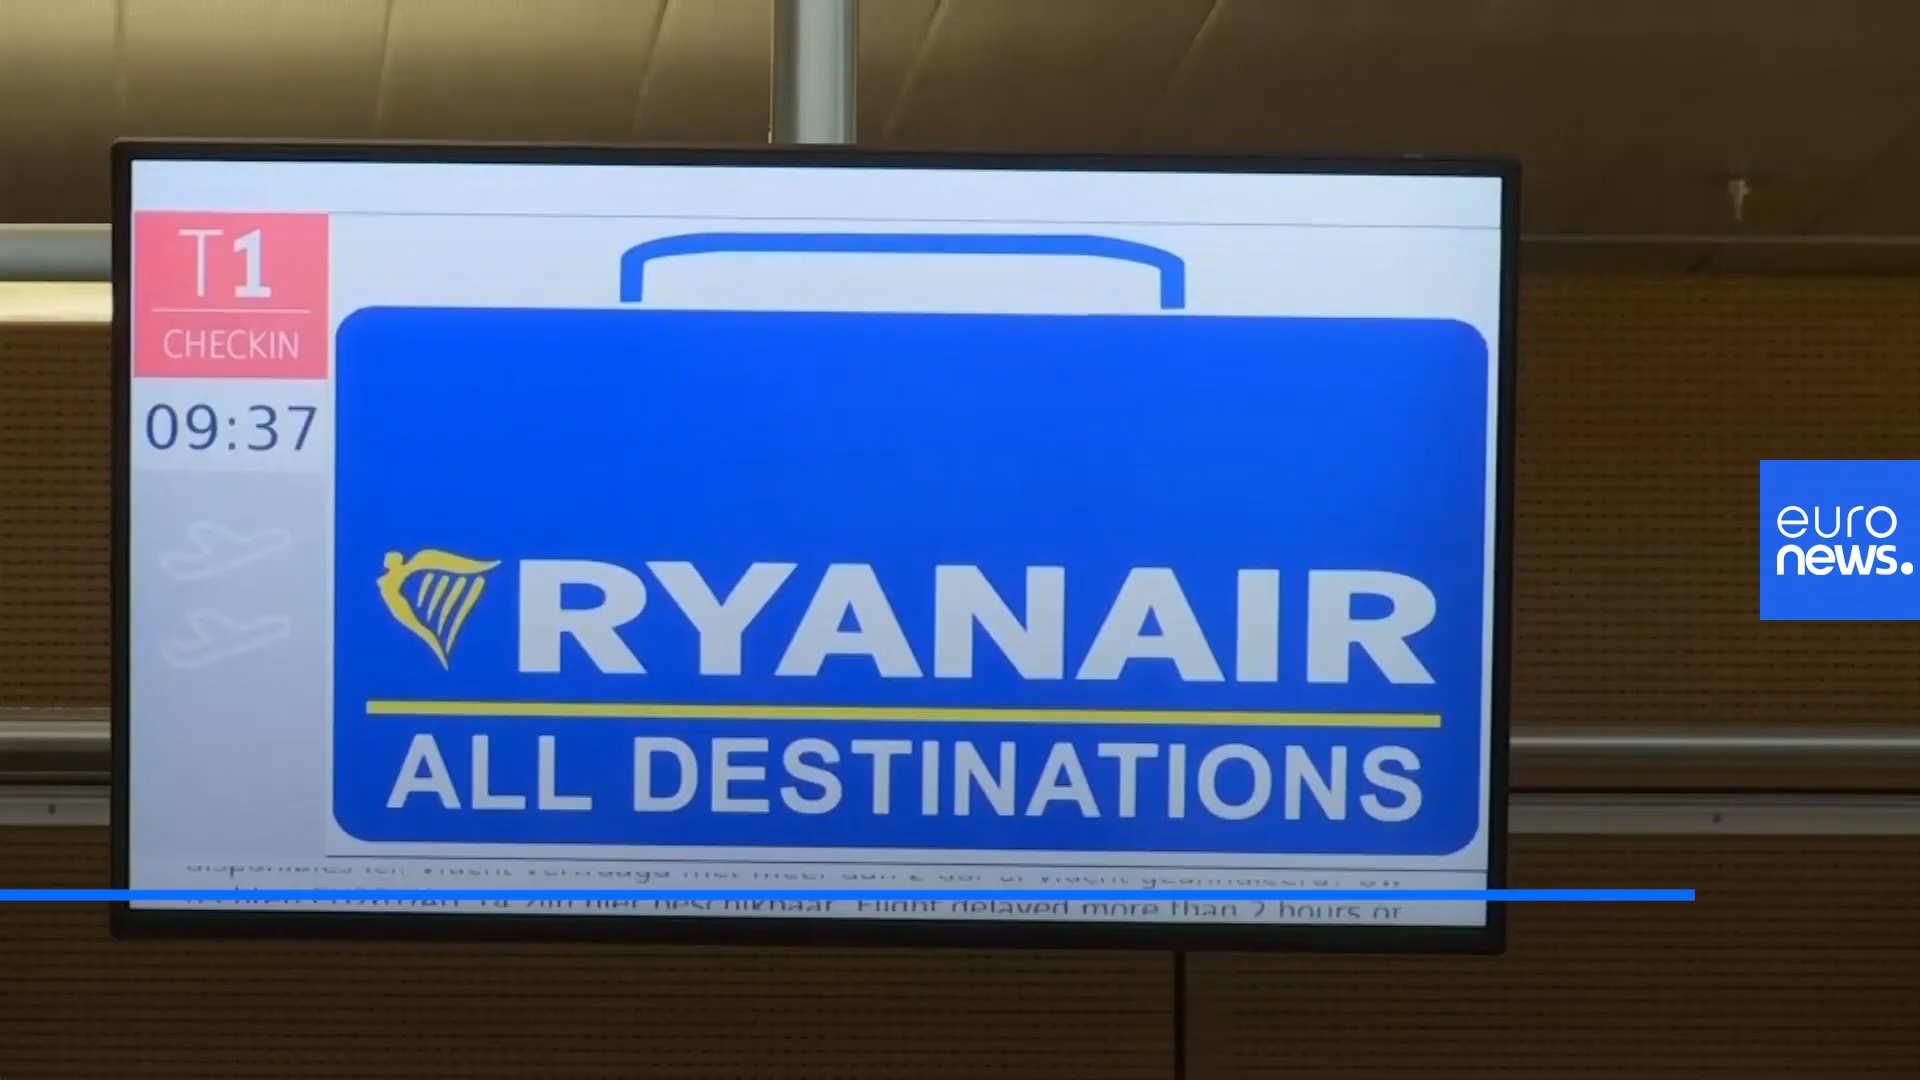 T1
CHECKIN
09:37
RYANAIR
ALL DESTINATIONS
Flight delayed more than 2 hours or
euro
news.